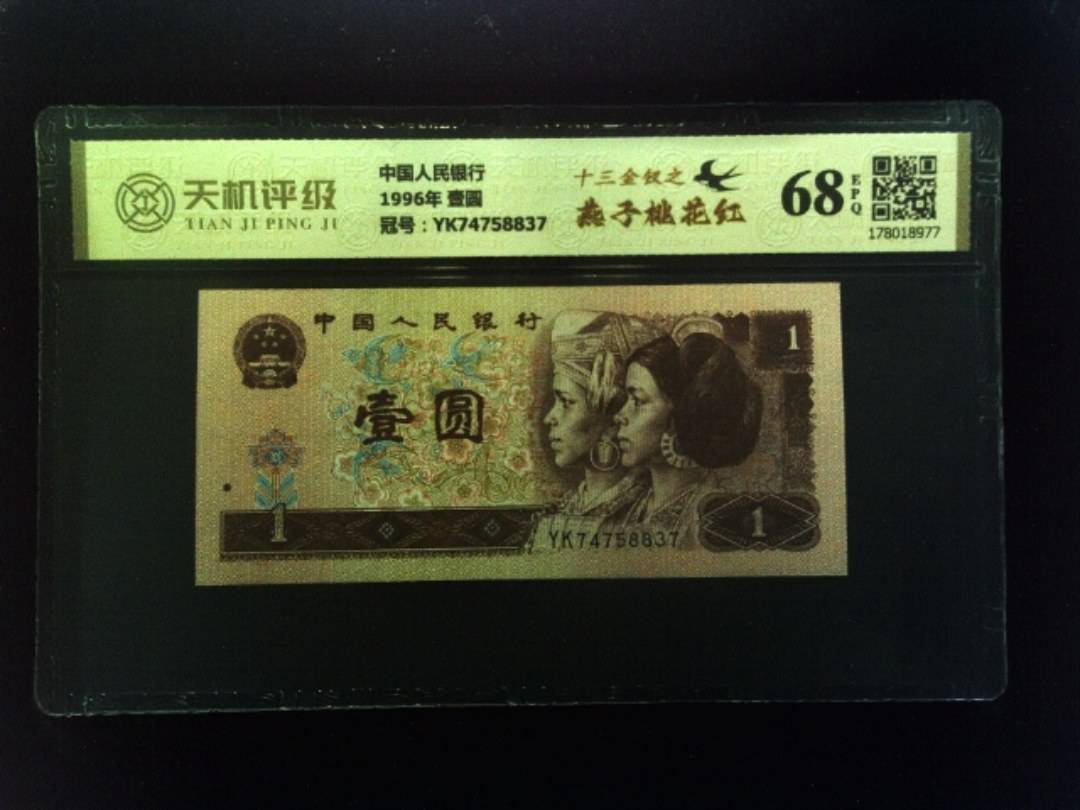 天机评级
TIAN JI PING JI
中国人民银行
1996年 壹圆
冠号：YK74758837
十三金钗之
燕子桃花红
68
EPQ
178018977
中国人民银行
1
壹圆
1
YK74758837
1